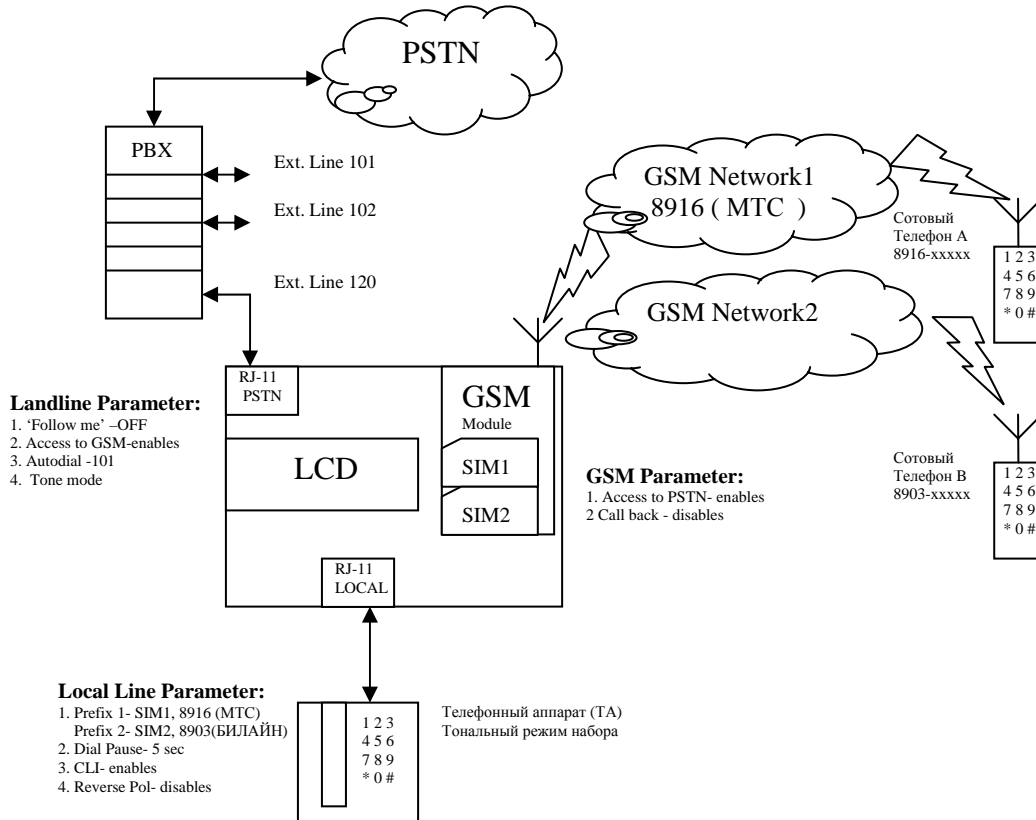 PSTN
PBX
Ext. Line 101
Ext. Line 102
Ext. Line 120
GSM Network1
8916 ( МТС )
GSM Network2
Сотовый
Телефон А
8916-xxxxx
1 2 3
4 5 6
7 8 9
* 0 #
RJ-11
PSTN
GSM
Module
LCD
SIM1
SIM2
RJ-11
LOCAL
Landline Parameter:
1. 'Follow me' –OFF
2. Access to GSM-enables
3. Autodial -101
4. Tone mode
GSM Parameter:
1. Access to PSTN- enables
2 Call back - disables
Сотовый
Телефон В
8903-xxxxx
1 2 3
4 5 6
7 8 9
* 0 #
Local Line Parameter:
1. Prefix 1- SIM1, 8916 (МТС)
Prefix 2- SIM2, 8903(БИЛАЙН)
2. Dial Pause- 5 sec
3. CLI- enables
4. Reverse Pol- disables
1 2 3
4 5 6
7 8 9
* 0 #
Телефонный аппарат (ТА)
Тональный режим набора